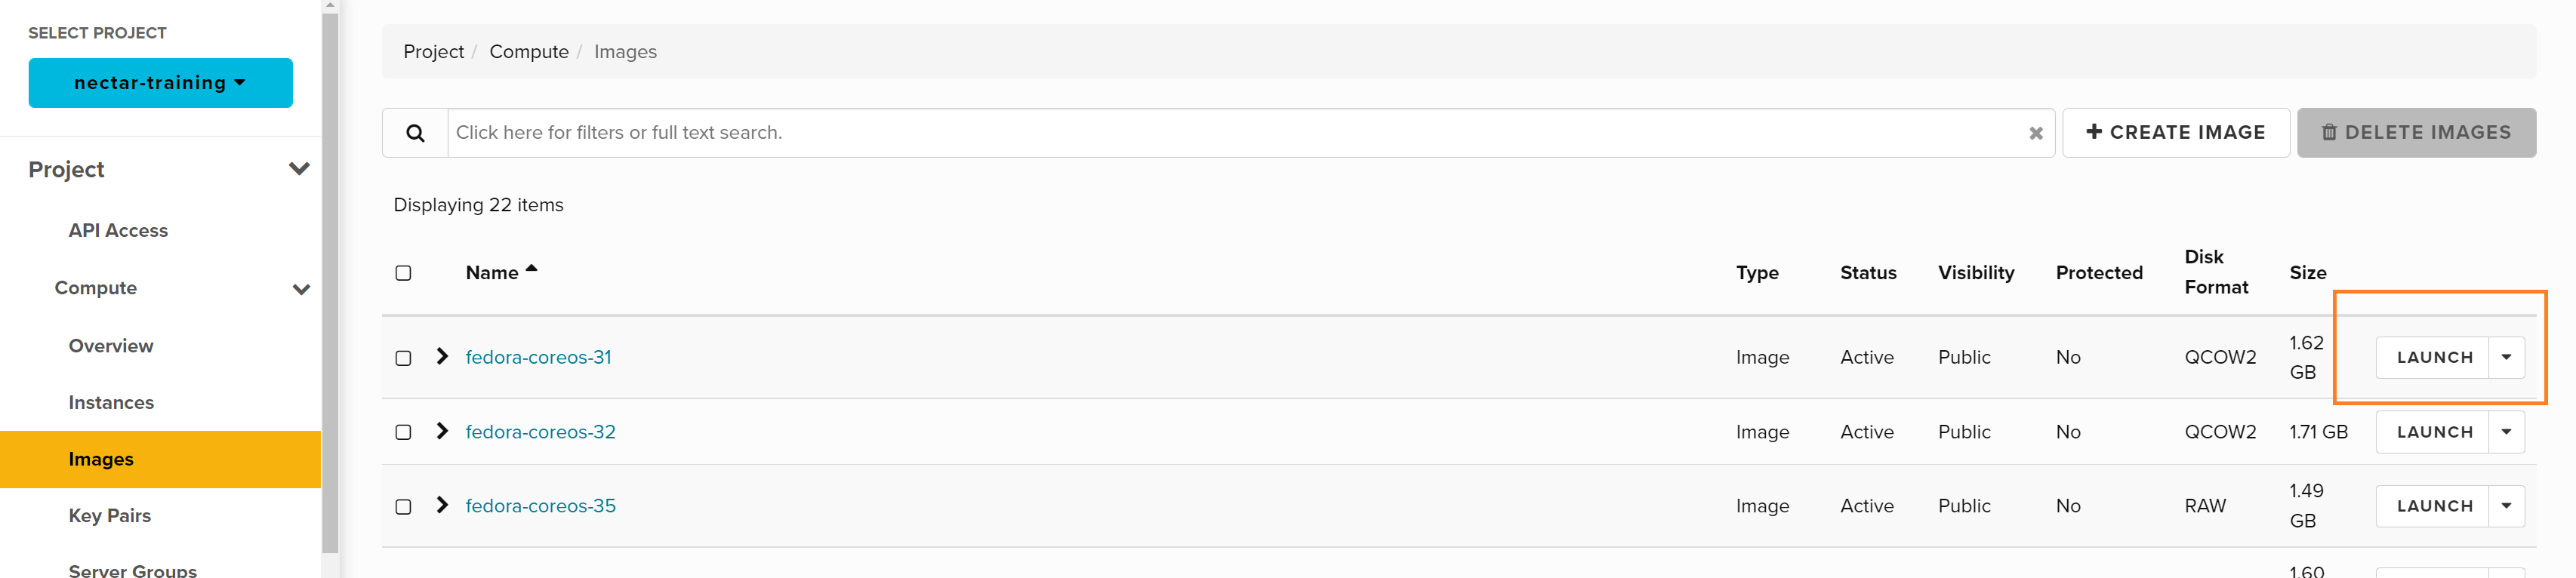 SELECT PROJECT
nectar-training
Project
API Access
Compute
Overview
Instances
Images
Key Pairs
Server Groups
Project / Compute / Images
Click here for filters or full text search.
CREATE IMAGE
DELETE IMAGES
Displaying 22 items
Name Type Status Visibility Protected Disk Format Size
fedora-coreos-31 Image Active Public No QCOW2 1.62 GB LAUNCH
fedora-coreos-32 Image Active Public No QCOW2 1.71 GB LAUNCH
fedora-coreos-35 Image Active Public No RAW 1.49 GB LAUNCH
1.60